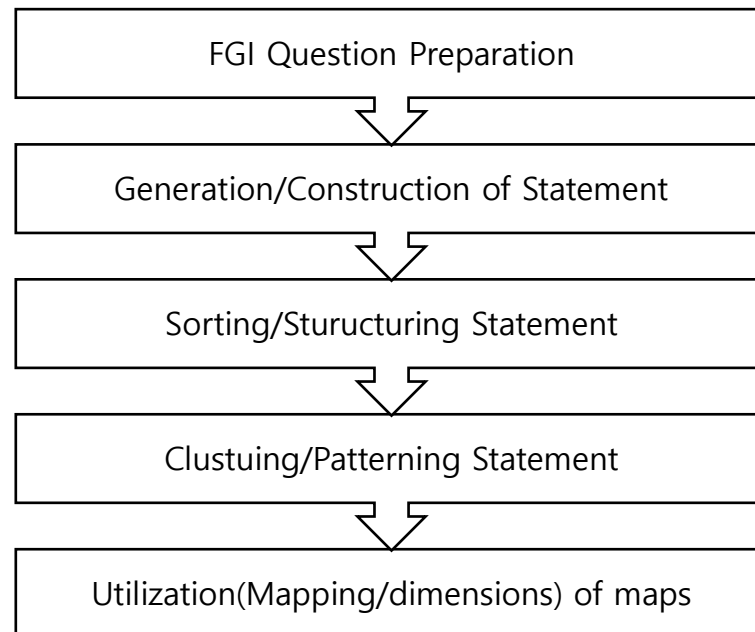 FGI Question Preparation
Generation/Construction of Statement
Sorting/Sturucturing Statement
Clustuing/Patterning Statement
Utilization(Mapping/dimensions) of maps